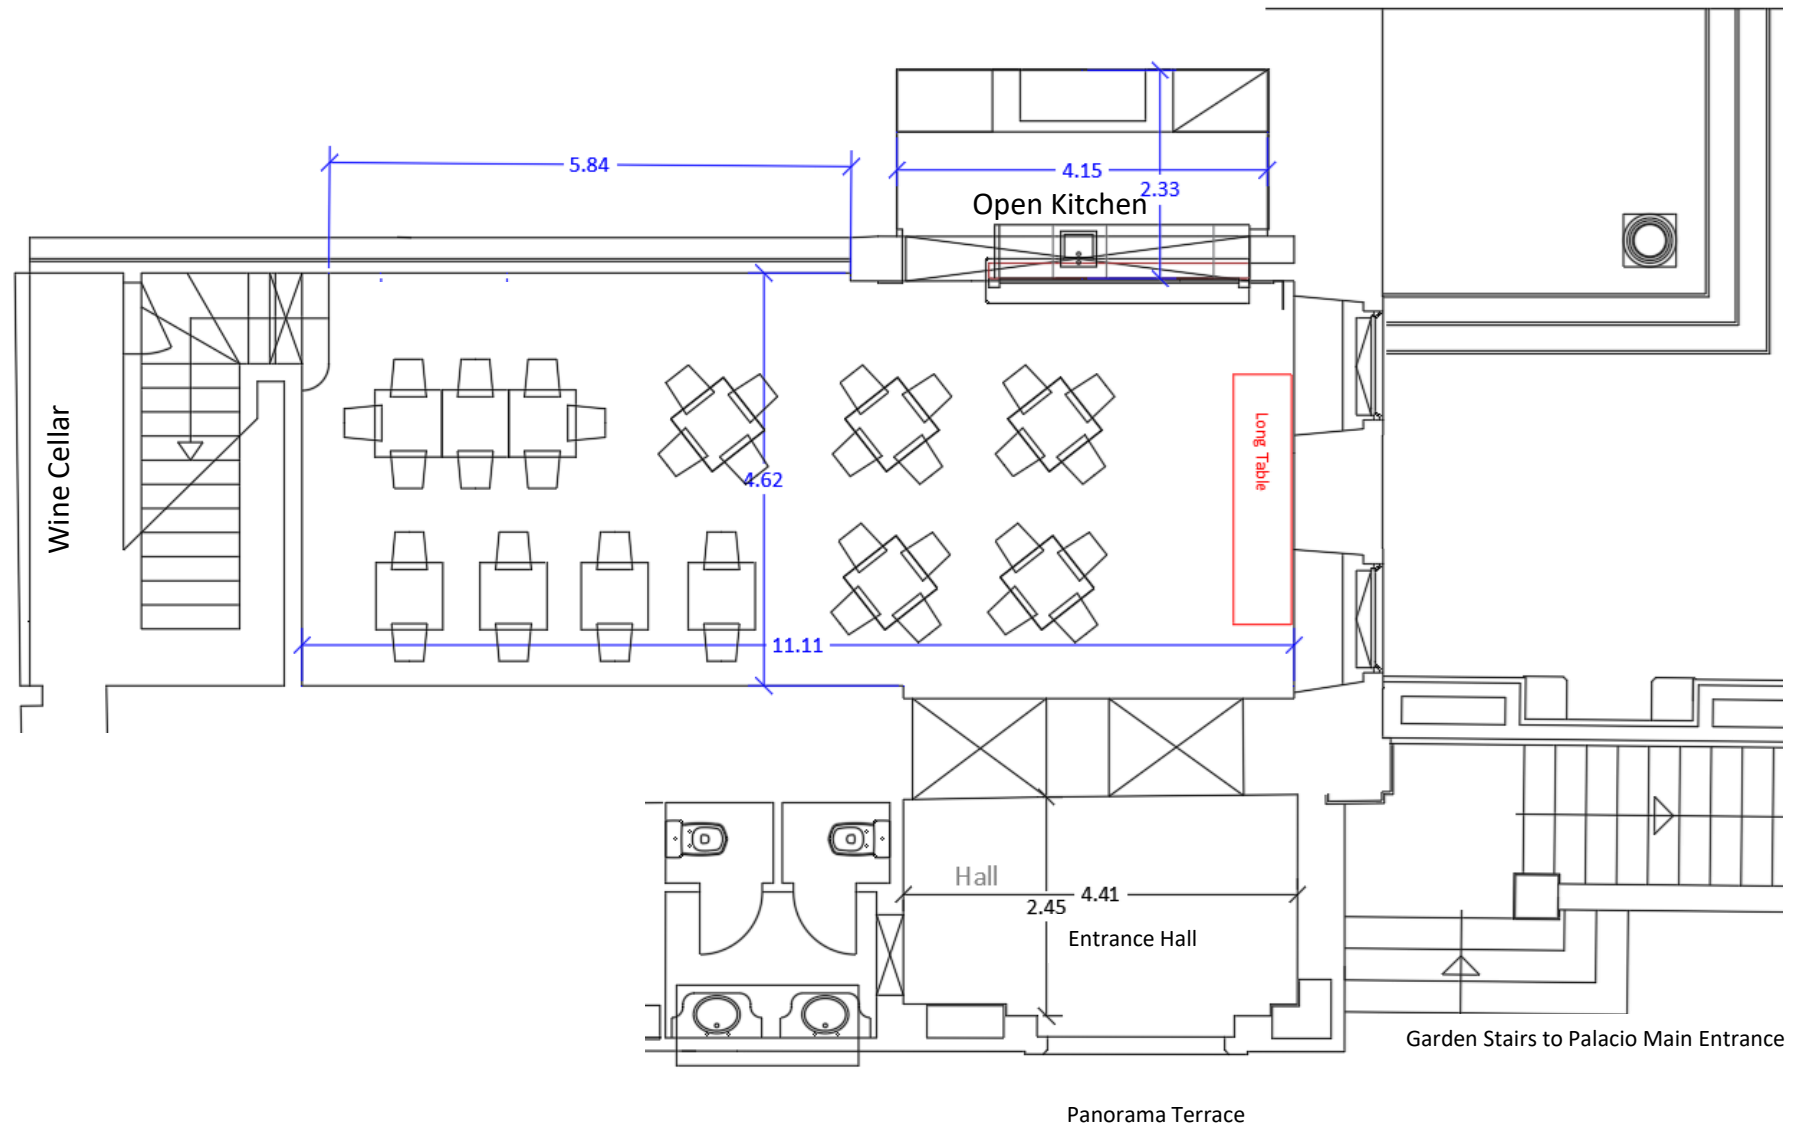 5.84
4.15
2.33
Open Kitchen
Wine Cellar
Long Table
4.62
11.11
Hall
4.41
2.45
Entrance Hall
Garden Stairs to Palacio Main Entrance
Panorama Terrace